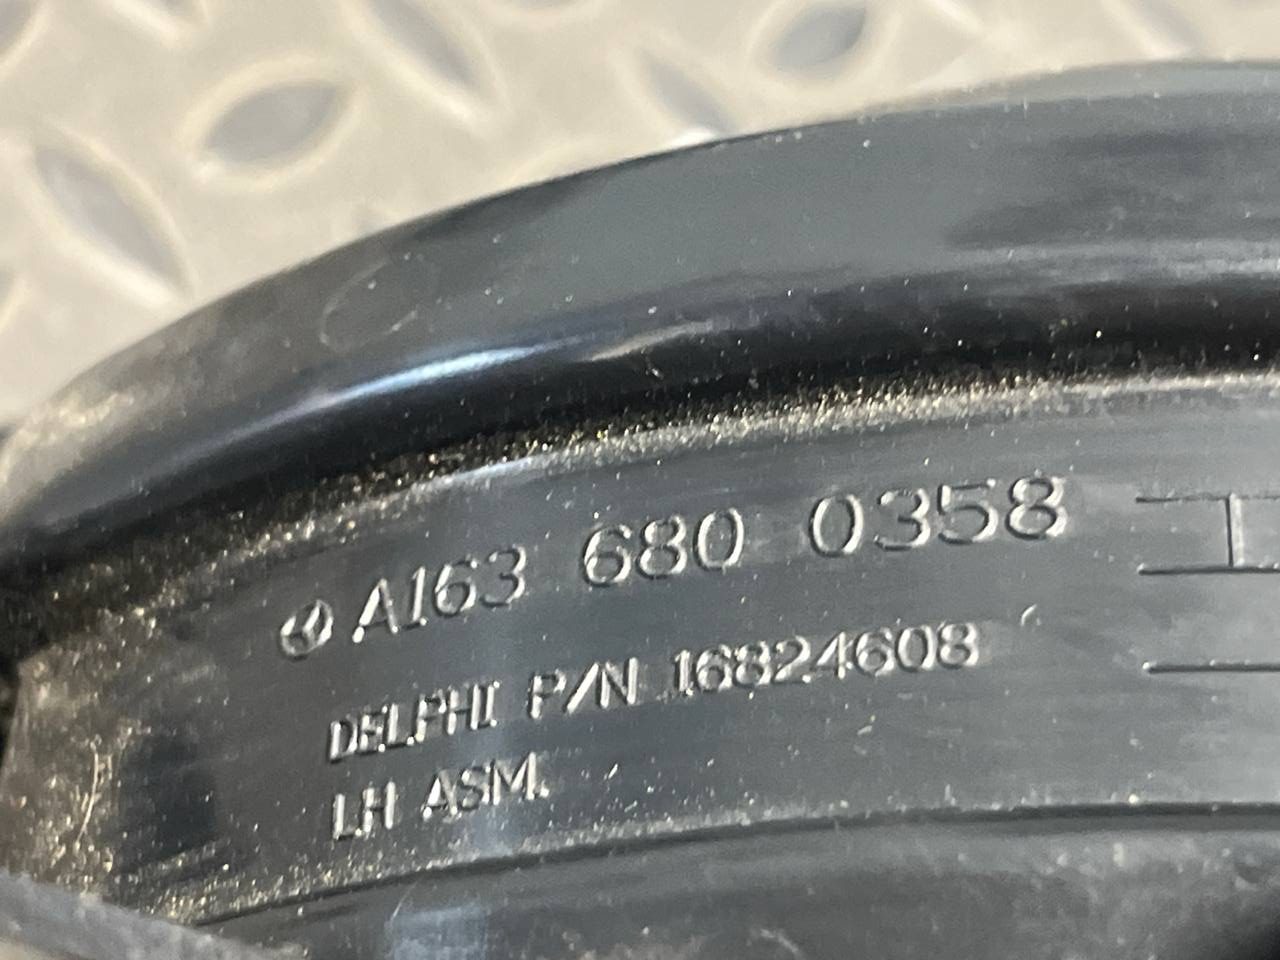 A163 680 0358
DELPHI P/N 16824608
LH ASM.